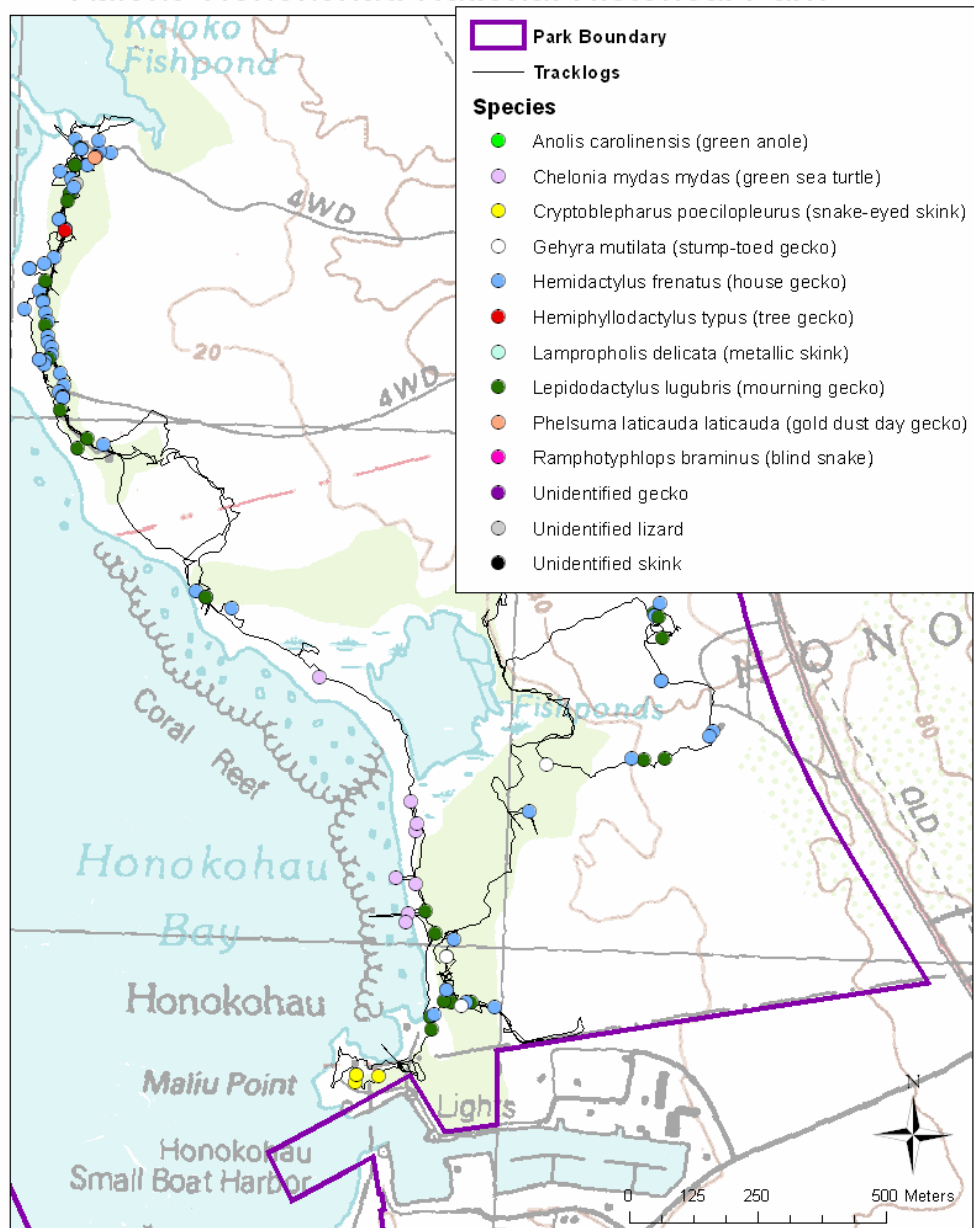 Kaloko
Fishpond
Park Boundary
Tracklogs
Species
Anolis carolinensis (green anole)
Chelonia mydas mydas (green sea turtle)
Cryptoblepharus poecilopleurus (snake-eyed skink)
Gehyra mutilata (stump-toed gecko)
Hemidactylus frenatus (house gecko)
Hemiphyllodactylus typus (tree gecko)
Lampropholis delicata (metallic skink)
Lepidodactylus lugubris (mourning gecko)
Phelsuma laticauda laticauda (gold dust day gecko)
Ramphotyphlops braminus (blind snake)
Unidentified gecko
Unidentified lizard
Unidentified skink
4WD
20
4WD
40
HONO
Coral Reef
Fishponds
80
OLD
Honokohau
Bay
Honokohau
Maliu Point
Lights
Honokohau
Small Boat Harbor
N
0 125 250 500 Meters